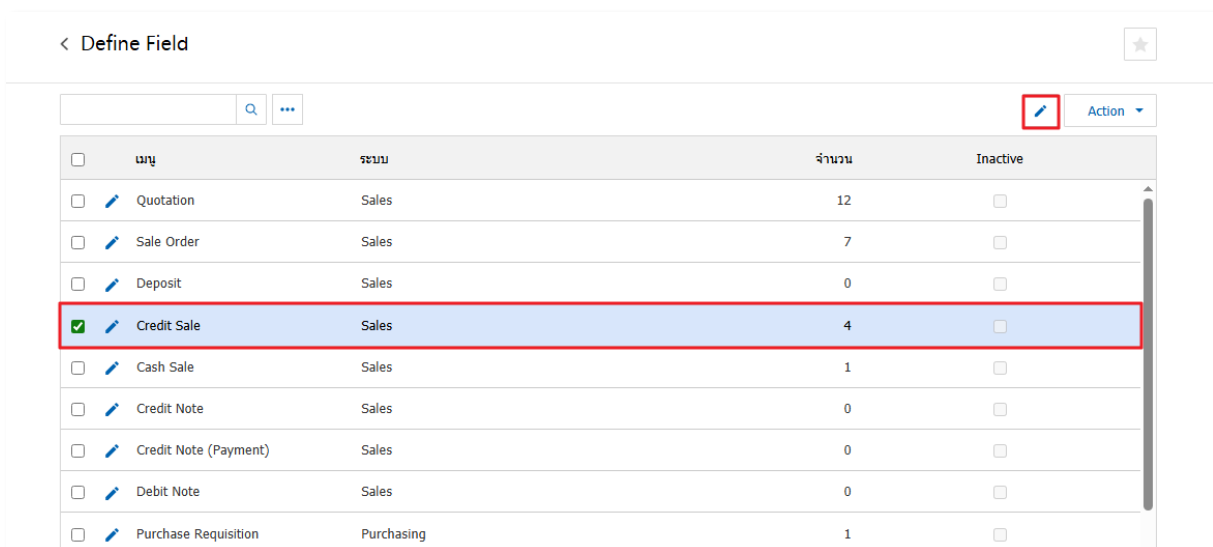 Define Field
Action
เมนู ระบบ จำนวน Inactive
Quotation Sales 12
Sale Order Sales 7
Deposit Sales 0
Credit Sale Sales 4
Cash Sale Sales 1
Credit Note Sales 0
Credit Note (Payment) Sales 0
Debit Note Sales 0
Purchase Requisition Purchasing 1